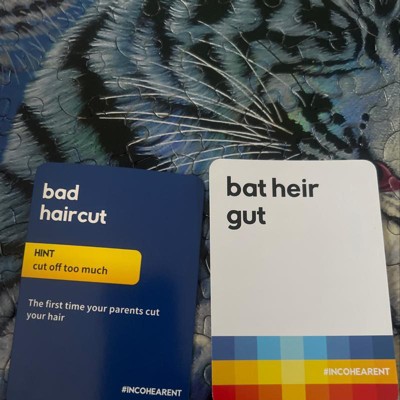 bad
haircut
HINT
cut off too much
The first time your parents cut
your hair
#INCOHEARENT
bat heir
gut
#INCOHEARENT